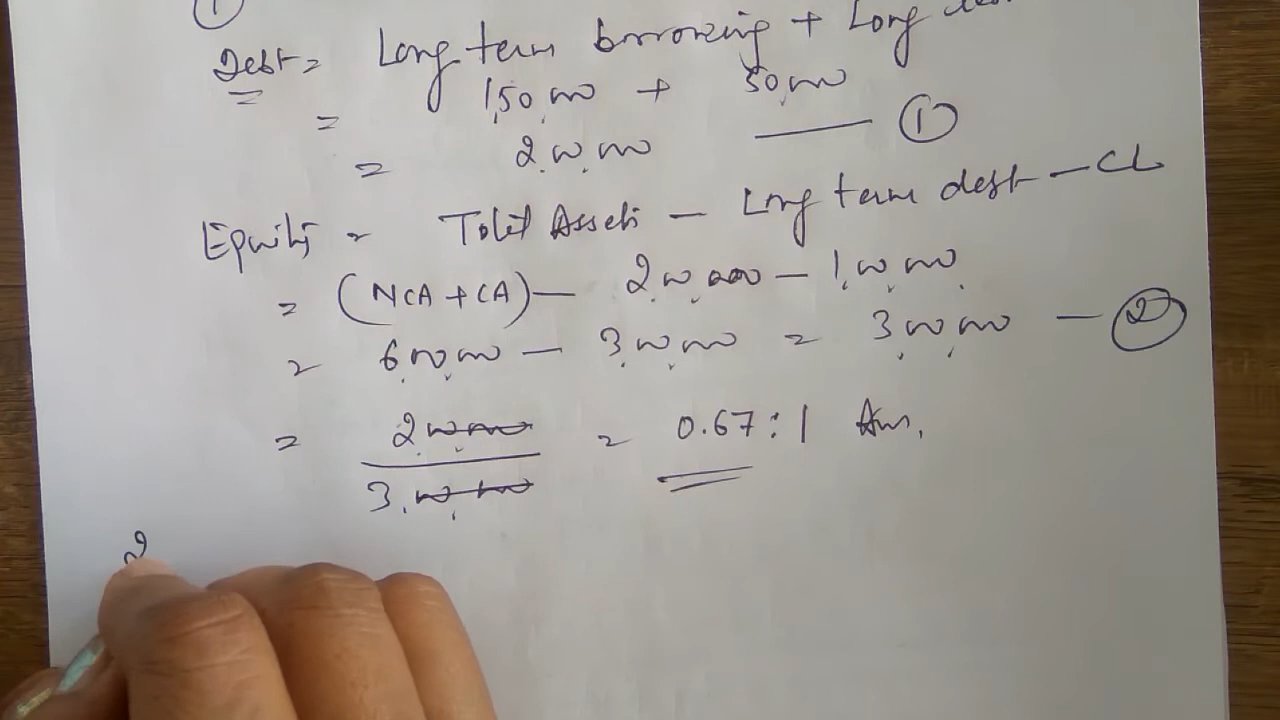 ①
Debt = Long term borrowing + Long
= 1,50,000 + 50,000
= 2,00,000 —— ①
Equity = Total Assets — Long term debt — CL
= (NCA + CA) — 2,00,000 — 1,00,000
= 6,00,000 — 3,00,000 = 3,00,000 — ②
= 2,00,000 / 3,00,000 = 0.67 : 1 Ans.
2